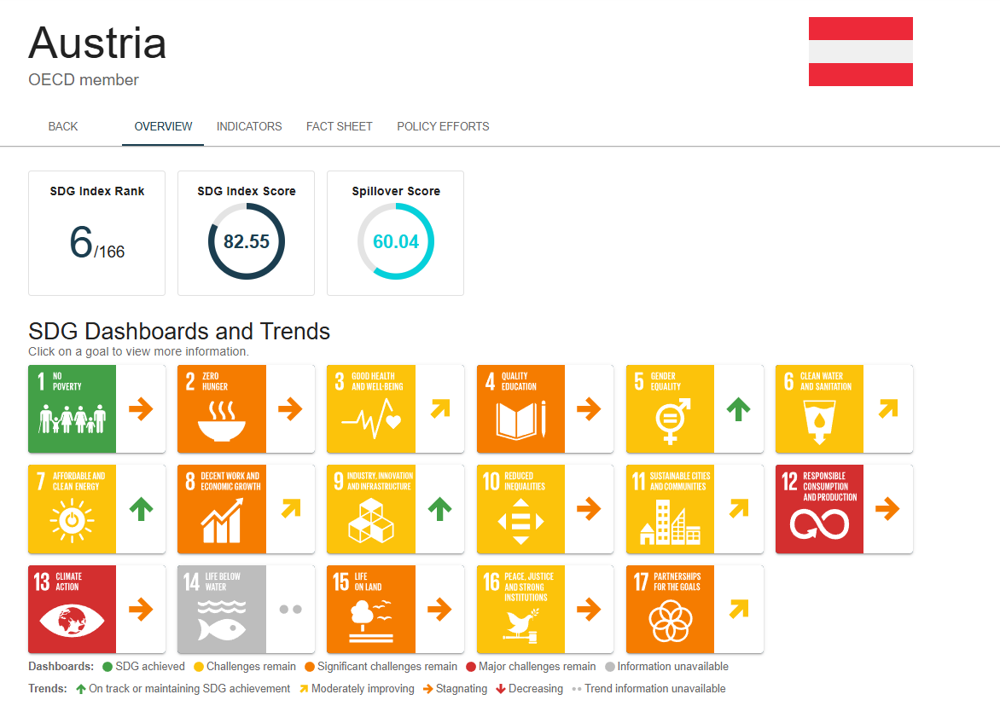 Austria
OECD member
BACK OVERVIEW INDICATORS FACT SHEET POLICY EFFORTS
SDG Index Rank
6/166
SDG Index Score
82.55
Spillover Score
60.04
SDG Dashboards and Trends
Click on a goal to view more information.
1 NO
POVERTY
2 ZERO
HUNGER
3 GOOD HEALTH
AND WELL-BEING
4 QUALITY
EDUCATION
5 GENDER
EQUALITY
6 CLEAN WATER
AND SANITATION
7 AFFORDABLE AND
CLEAN ENERGY
8 DECENT WORK AND
ECONOMIC GROWTH
9 INDUSTRY, INNOVATION
AND INFRASTRUCTURE
10 REDUCED
INEQUALITIES
11 SUSTAINABLE CITIES
AND COMMUNITIES
12 RESPONSIBLE
CONSUMPTION
AND PRODUCTION
13 CLIMATE
ACTION
14 LIFE BELOW
WATER
15 LIFE
ON LAND
16 PEACE, JUSTICE
AND STRONG
INSTITUTIONS
17 PARTNERSHIPS
FOR THE GOALS
Dashboards: SDG achieved Challenges remain Significant challenges remain Major challenges remain Information unavailable
Trends: On track or maintaining SDG achievement Moderately improving Stagnating Decreasing Trend information unavailable